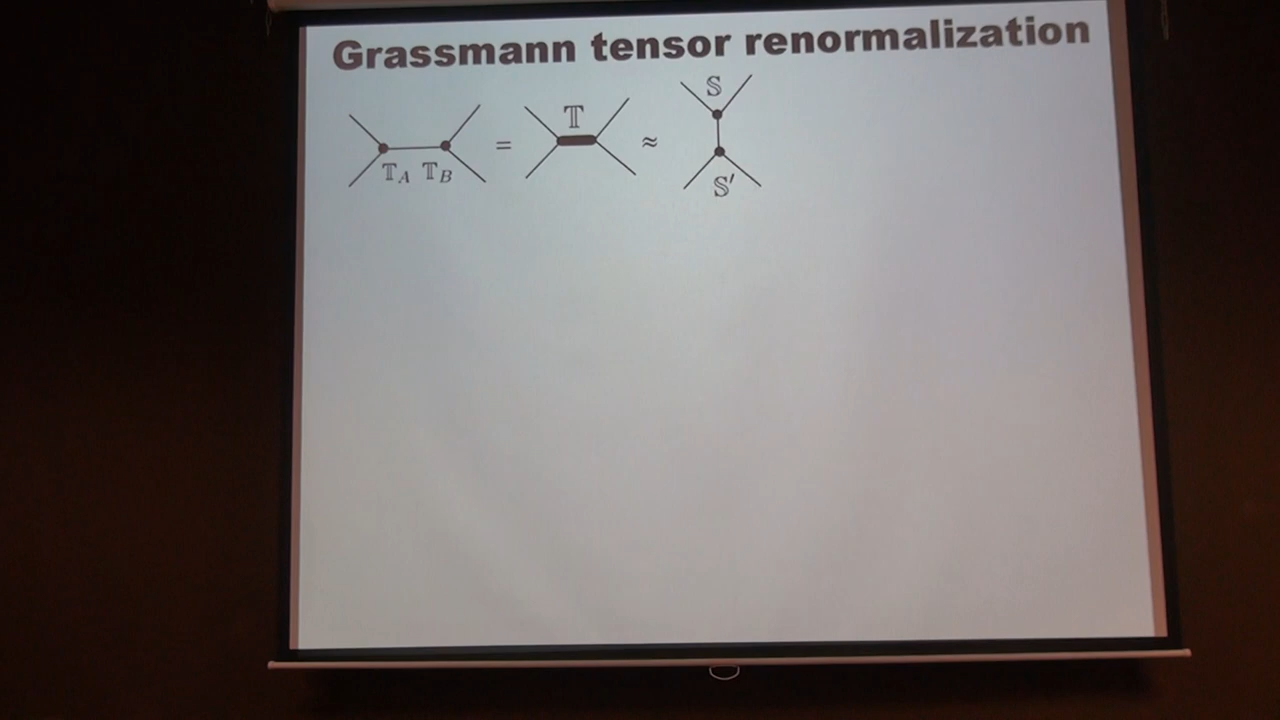 Grassmann tensor renormalization
𝕋_A 𝕋_B = 𝕋 ≈ 𝕊
𝕊′